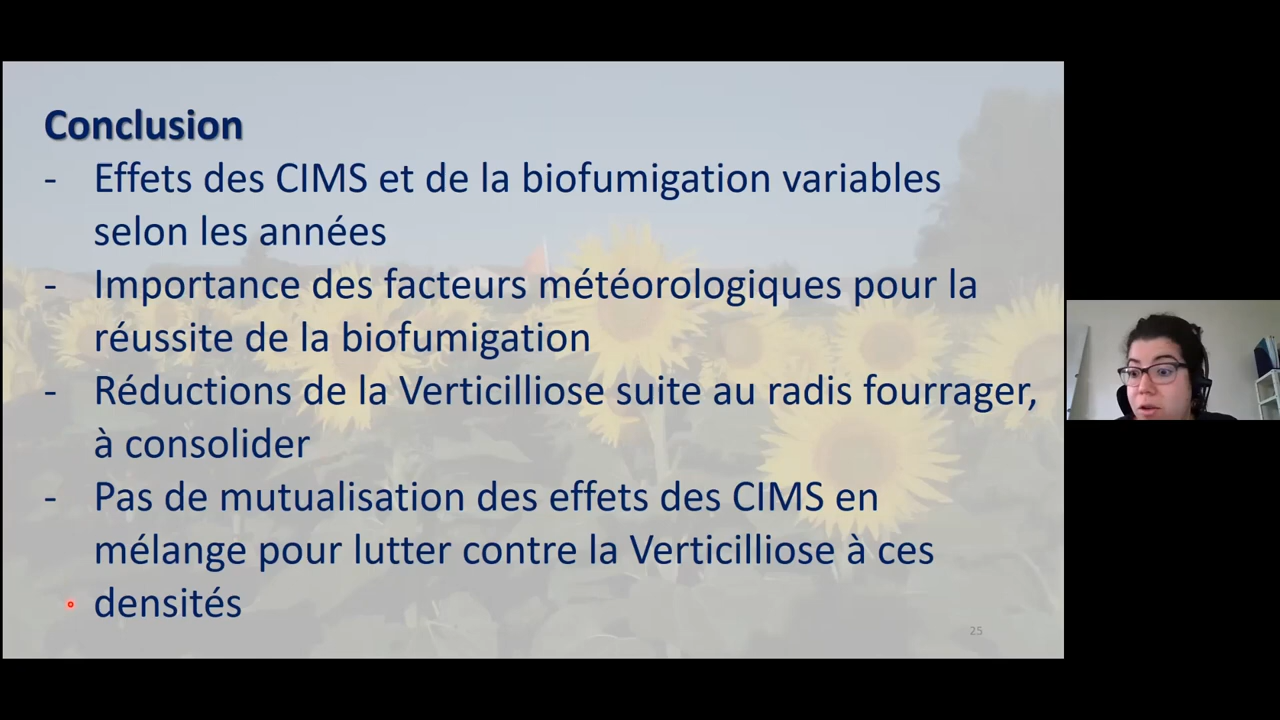 Conclusion
- Effets des CIMS et de la biofumigation variables
selon les années
- Importance des facteurs météorologiques pour la
réussite de la biofumigation
- Réductions de la Verticilliose suite au radis fourrager,
à consolider
- Pas de mutualisation des effets des CIMS en
mélange pour lutter contre la Verticilliose à ces
densités
25